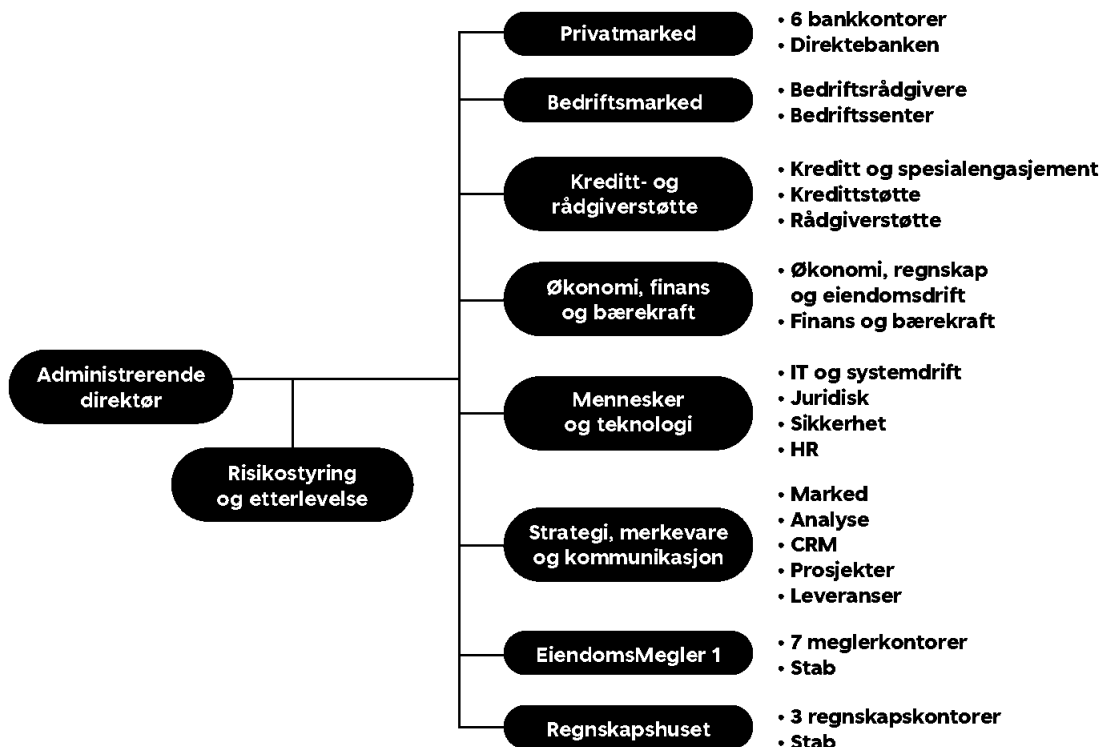 Privatmarked
• 6 bankkontorer
• Direktebanken
Bedriftsmarked
• Bedriftsrådgivere
• Bedriftssenter
Kreditt- og
rådgiverstøtte
• Kreditt og spesialengasjement
• Kredittstøtte
• Rådgiverstøtte
Økonomi, finans
og bærekraft
• Økonomi, regnskap
og eiendomsdrift
• Finans og bærekraft
Administrerende
direktør
Risikostyring
og etterlevelse
Mennesker
og teknologi
• IT og systemdrift
• Juridisk
• Sikkerhet
• HR
Strategi, merkevare
og kommunikasjon
• Marked
• Analyse
• CRM
• Prosjekter
• Leveranser
EiendomsMegler 1
• 7 meglerkontorer
• Stab
Regnskapshuset
• 3 regnskapskontorer
• Stab